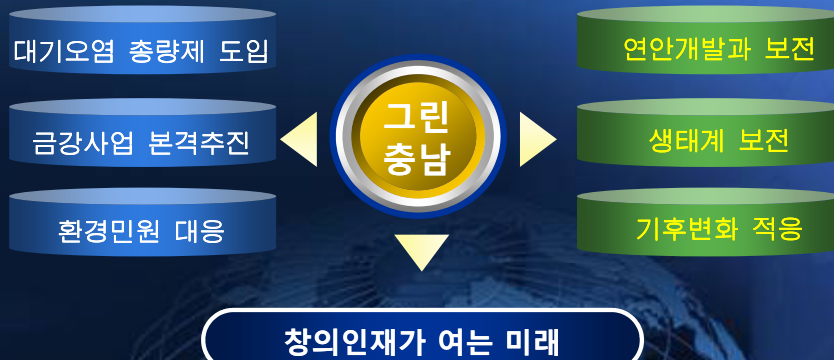 대기오염 총량제 도입
금강사업 본격추진
환경민원 대응
그린
충남
연안개발과 보전
생태계 보전
기후변화 적응
창의인재가 여는 미래